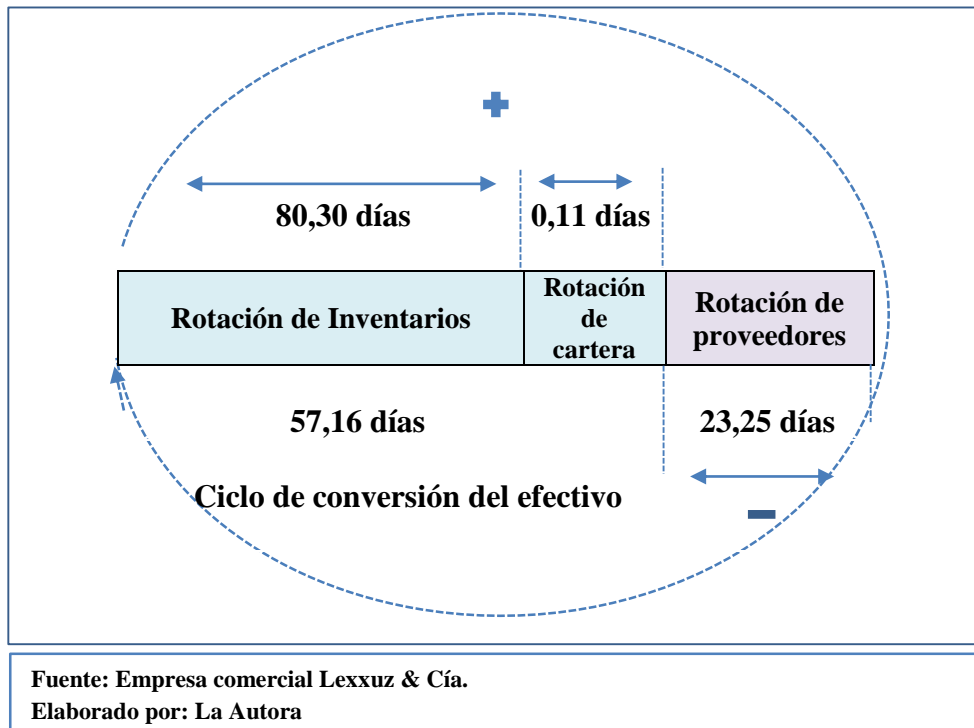 80,30 días
0,11 días
Rotación de Inventarios
Rotación
de
cartera
Rotación de
proveedores
57,16 días
23,25 días
Ciclo de conversión del efectivo
Fuente: Empresa comercial Lexxuz & Cía.
Elaborado por: La Autora